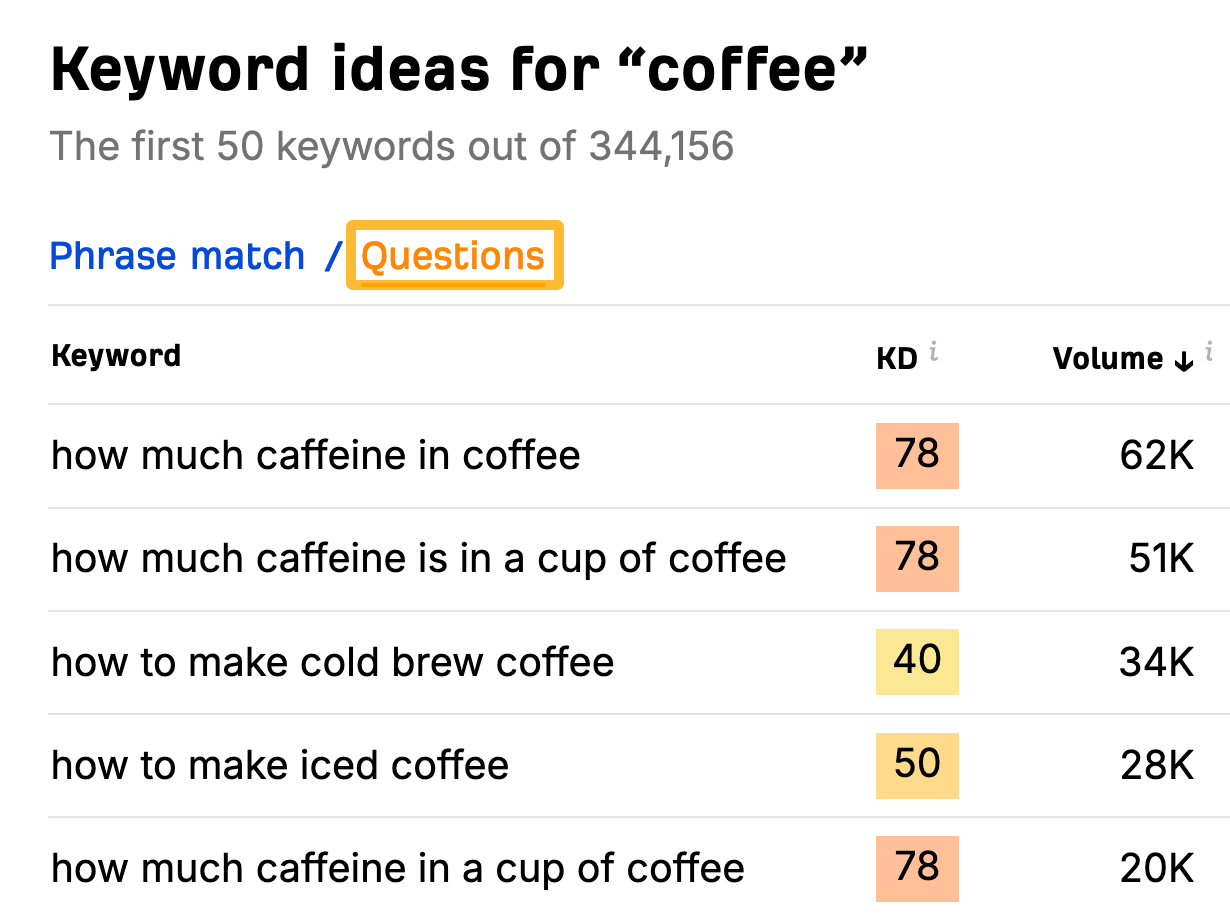 Keyword ideas for “coffee”
The first 50 keywords out of 344,156
Phrase match / Questions
Keyword KD i Volume ↓ i
how much caffeine in coffee 78 62K
how much caffeine is in a cup of coffee 78 51K
how to make cold brew coffee 40 34K
how to make iced coffee 50 28K
how much caffeine in a cup of coffee 78 20K